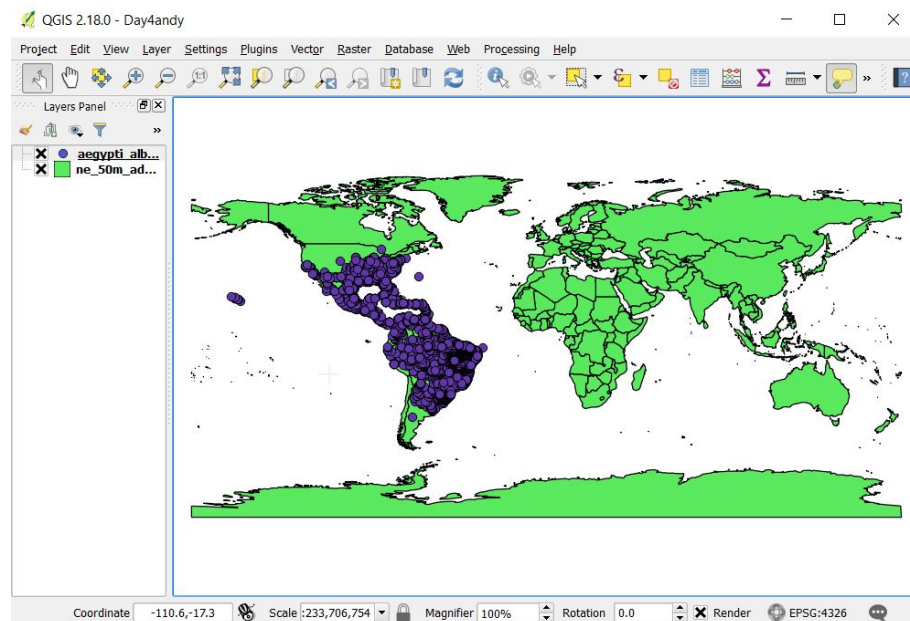 QGIS 2.18.0 - Day4andy
Project Edit View Layer Settings Plugins Vector Raster Database Web Processing Help
Layers Panel
aegypti_alb...
ne_50m_ad...
Coordinate -110.6,-17.3 Scale :233,706,754 Magnifier 100% Rotation 0.0 Render EPSG:4326